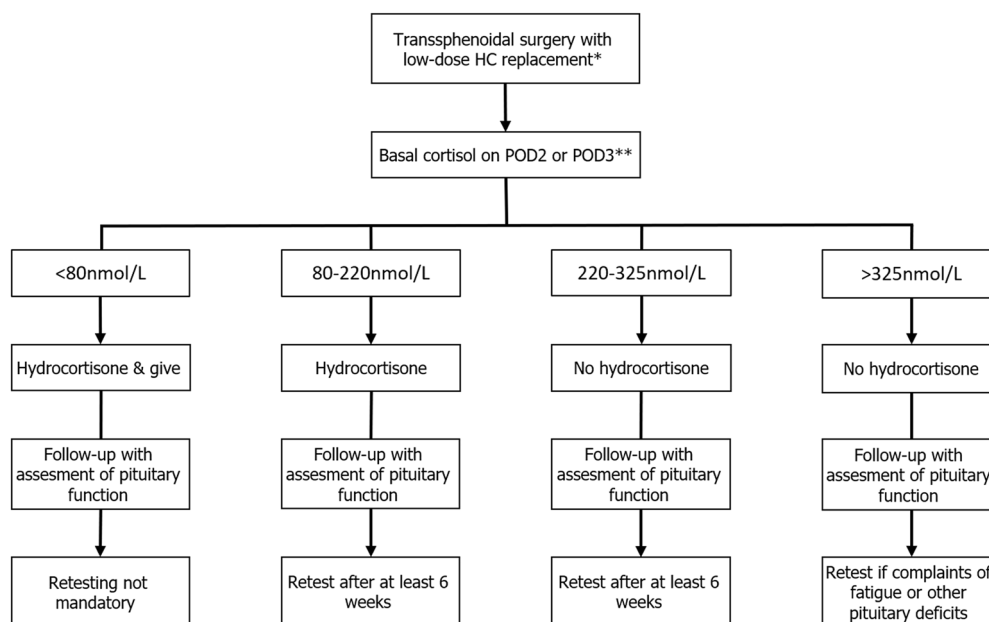 Transsphenoidal surgery with
low-dose HC replacement*
Basal cortisol on POD2 or POD3**
<80nmol/L
80-220nmol/L
220-325nmol/L
>325nmol/L
Hydrocortisone & give
Hydrocortisone
No hydrocortisone
No hydrocortisone
Follow-up with
assesment of pituitary
function
Follow-up with
assesment of pituitary
function
Follow-up with
assesment of pituitary
function
Follow-up with
assesment of pituitary
function
Retesting not
mandatory
Retest after at least 6
weeks
Retest after at least 6
weeks
Retest if complaints of
fatigue or other
pituitary deficits